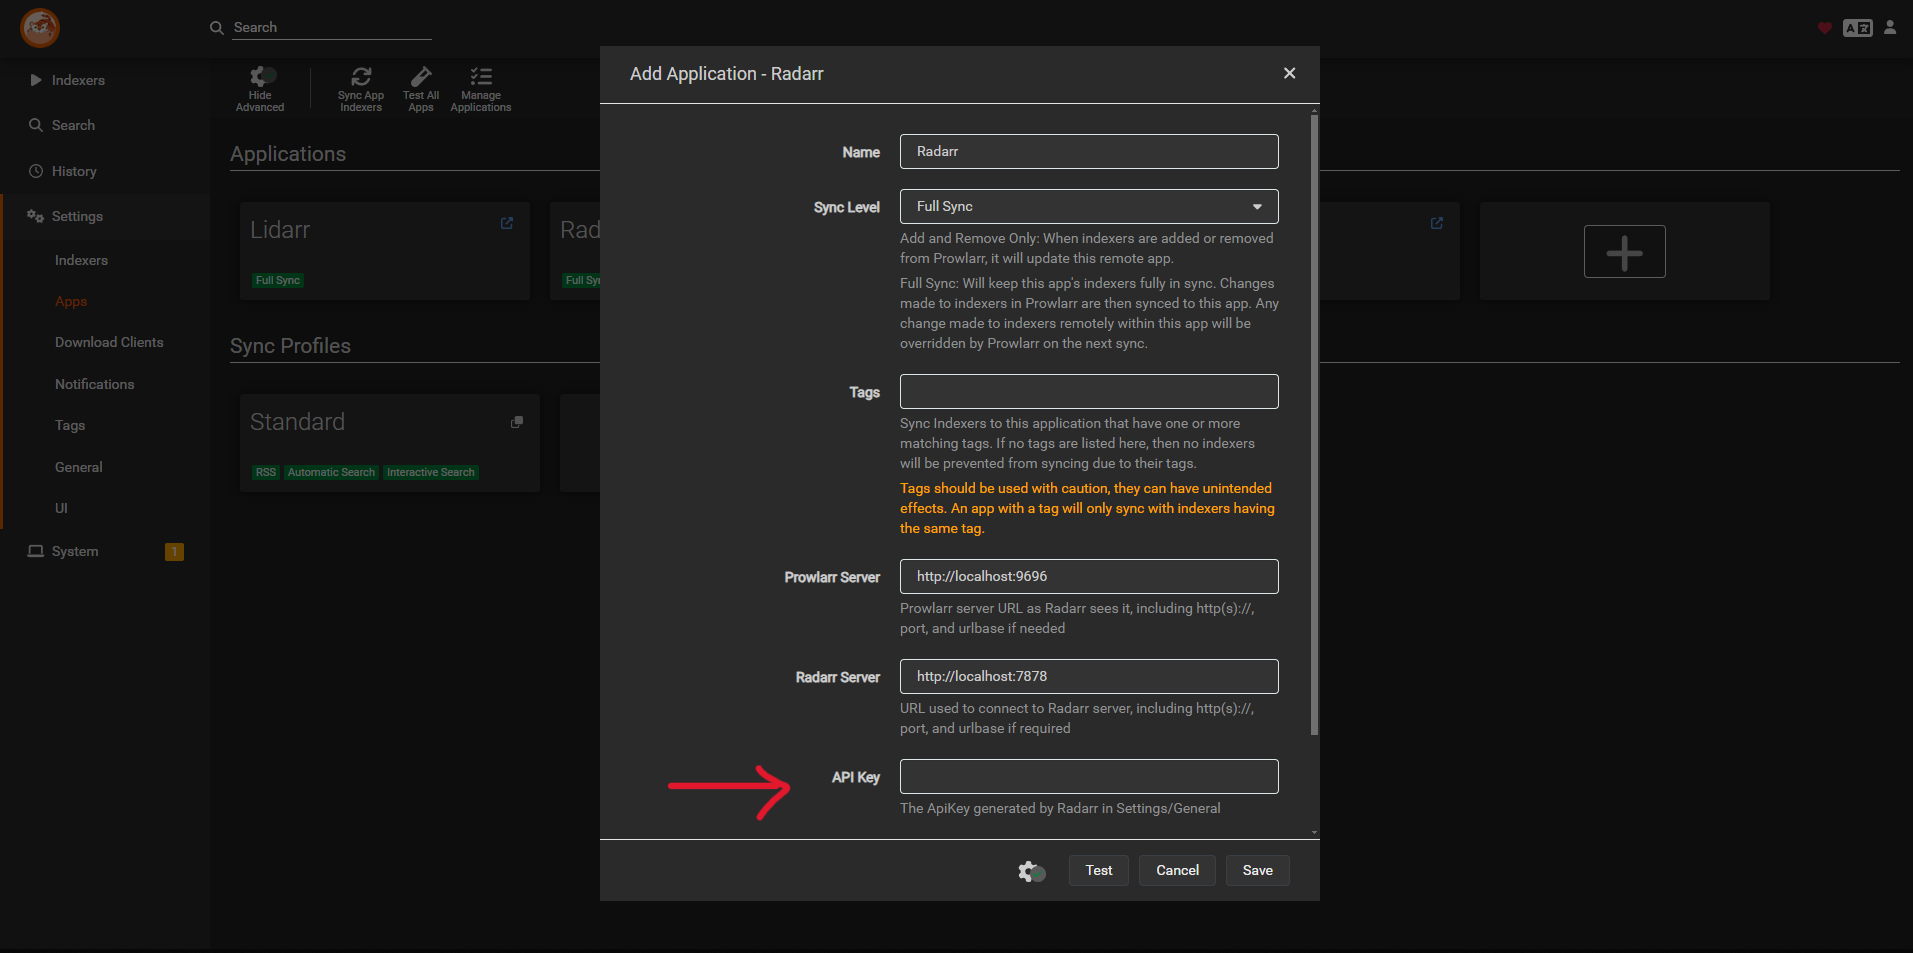 Search
Indexers
Search
History
Settings
Indexers
Apps
Download Clients
Notifications
Tags
General
UI
System
1
Hide
Advanced
Sync App
Indexers
Test All
Apps
Manage
Applications
Applications
Lidarr
Full Sync
Rad
Full Sy
Sync Profiles
Standard
RSS Automatic Search Interactive Search
Add Application - Radarr
Name
Radarr
Sync Level
Full Sync
Add and Remove Only: When indexers are added or removed
from Prowlarr, it will update this remote app.
Full Sync: Will keep this app's indexers fully in sync. Changes
made to indexers in Prowlarr are then synced to this app. Any
change made to indexers remotely within this app will be
overridden by Prowlarr on the next sync.
Tags
Sync Indexers to this application that have one or more
matching tags. If no tags are listed here, then no indexers
will be prevented from syncing due to their tags.
Tags should be used with caution, they can have unintended
effects. An app with a tag will only sync with indexers having
the same tag.
Prowlarr Server
http://localhost:9696
Prowlarr server URL as Radarr sees it, including http(s)://,
port, and urlbase if needed
Radarr Server
http://localhost:7878
URL used to connect to Radarr server, including http(s)://,
port, and urlbase if required
API Key
The ApiKey generated by Radarr in Settings/General
Test
Cancel
Save